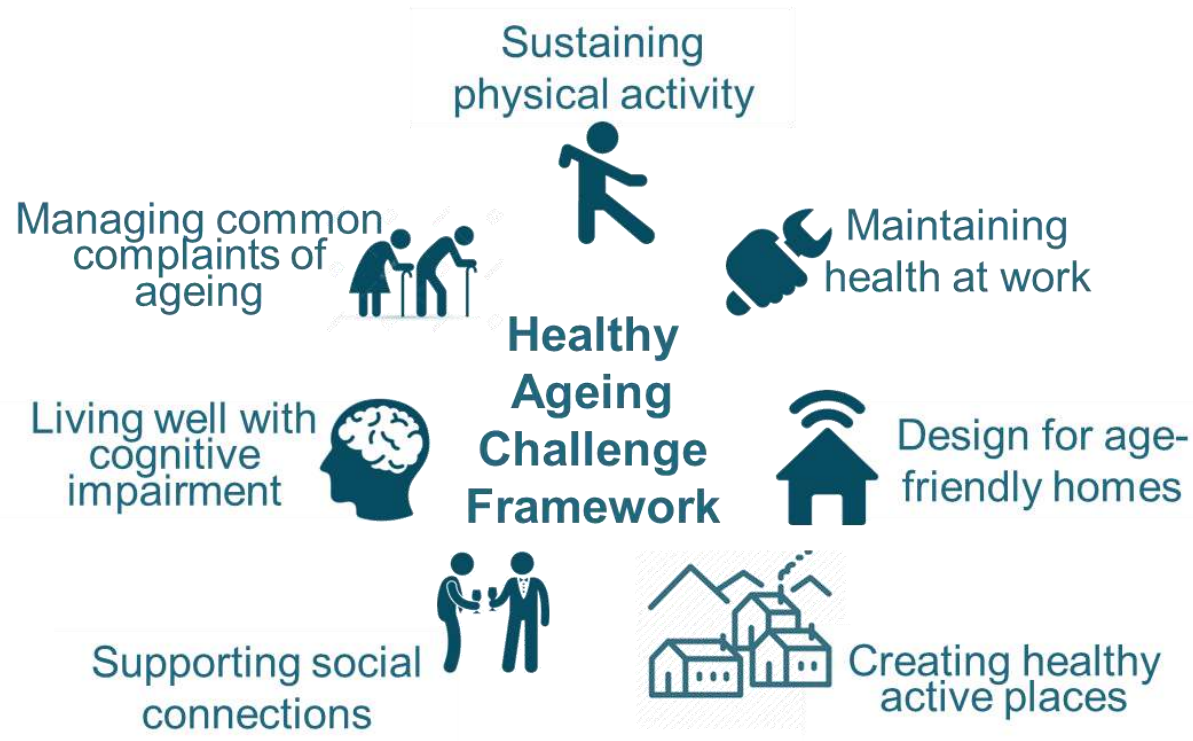 Sustaining
physical activity
Managing common
complaints of
ageing
Maintaining
health at work
Healthy
Ageing
Challenge
Framework
Living well with
cognitive
impairment
Design for age-
friendly homes
Supporting social
connections
Creating healthy
active places